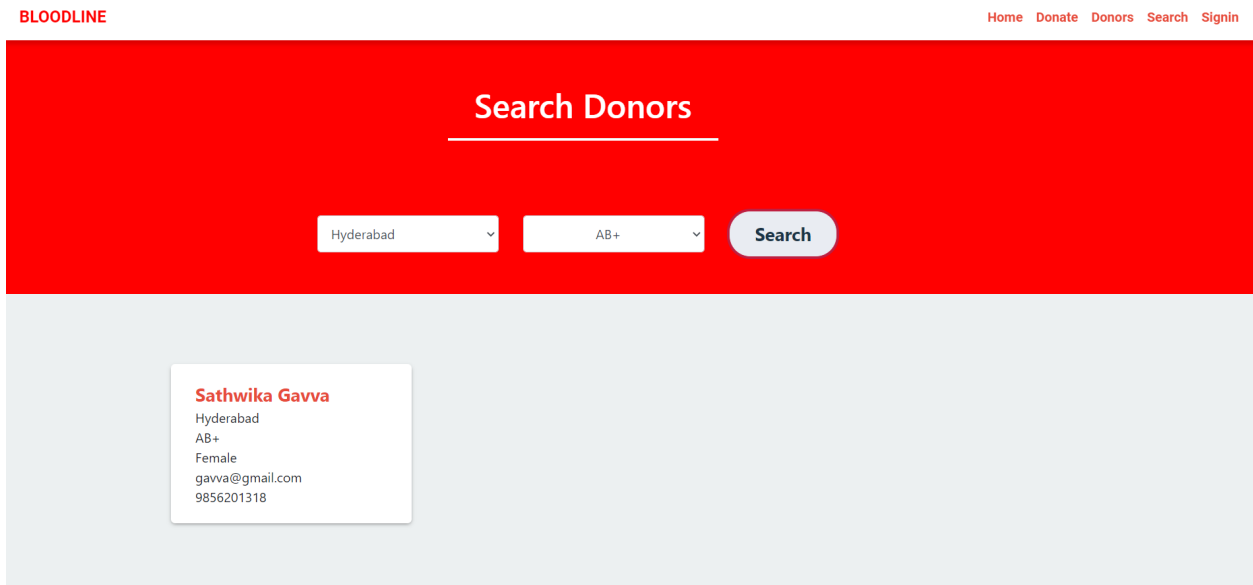 BLOODLINE
Home Donate Donors Search Signin
Search Donors
Hyderabad AB+ Search
Sathwika Gavva
Hyderabad
AB+
Female
gavva@gmail.com
9856201318